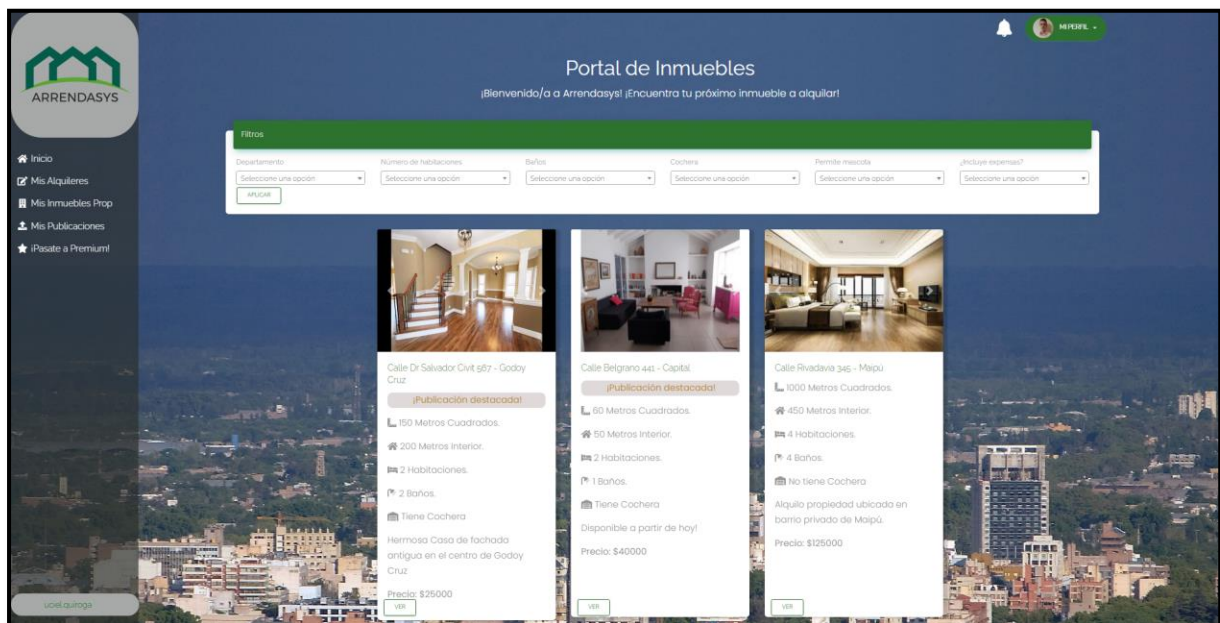 ARRENDASYS
Inicio
Mis Alquileres
Mis Inmuebles Prop
Mis Publicaciones
¡Pasate a Premium!
uciel.quiroga
MI PERFIL
Portal de Inmuebles
¡Bienvenido/a a Arrendasys! ¡Encuentra tu próximo inmueble a alquilar!
Filtros
Departamento
Seleccione una opción
Número de habitaciones
Seleccione una opción
Baños
Seleccione una opción
Cochera
Seleccione una opción
Permite mascota
Seleccione una opción
¿Incluye expensas?
Seleccione una opción
APLICAR
Calle Dr Salvador Civit 567 - Godoy
Cruz
¡Publicación destacada!
150 Metros Cuadrados.
200 Metros Interior.
2 Habitaciones.
2 Baños.
Tiene Cochera
Hermosa Casa de fachada
antigua en el centro de Godoy
Cruz
Precio: $25000
VER
Calle Belgrano 441 - Capital
¡Publicación destacada!
60 Metros Cuadrados.
50 Metros Interior.
2 Habitaciones.
1 Baños.
Tiene Cochera
Disponible a partir de hoy!
Precio: $40000
VER
Calle Rivadavia 345 - Maipú
1000 Metros Cuadrados.
450 Metros Interior.
4 Habitaciones.
4 Baños.
No tiene Cochera
Alquilo propiedad ubicada en
barrio privado de Maipú.
Precio: $125000
VER